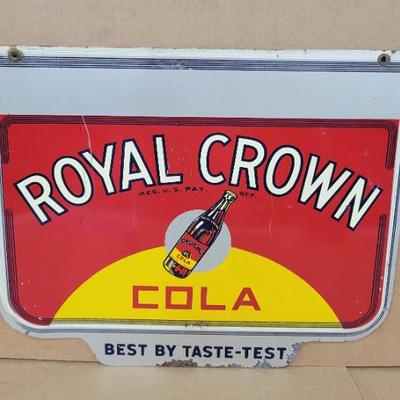 ROYAL CROWN
REG. U.S. PAT. OFF.
COLA
BEST BY TASTE-TEST